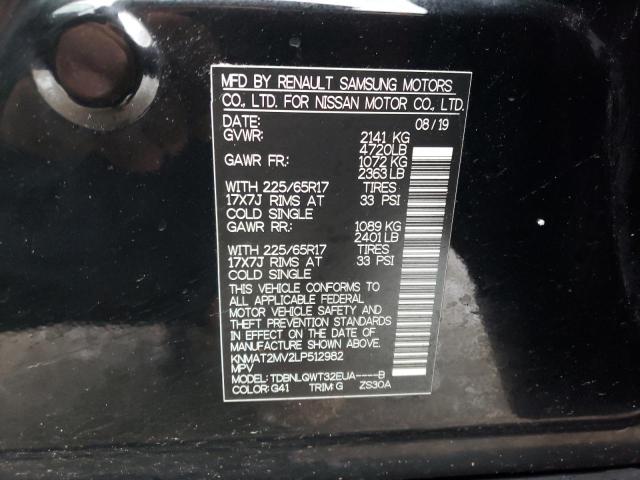 MFD BY RENAULT SAMSUNG MOTORS
CO., LTD. FOR NISSAN MOTOR CO., LTD.
DATE: 08/19
GVWR: 2141 KG
4720LB
GAWR FR.: 1072 KG
2363 LB
WITH 225/65R17 TIRES
17X7J RIMS AT 33 PSI
COLD SINGLE
GAWR RR.: 1089 KG
2401 LB
WITH 225/65R17 TIRES
17X7J RIMS AT 33 PSI
COLD SINGLE
THIS VEHICLE CONFORMS TO
ALL APPLICABLE FEDERAL
MOTOR VEHICLE SAFETY AND
THEFT PREVENTION STANDARDS
IN EFFECT ON THE DATE OF
MANUFACTURE SHOWN ABOVE.
KNMAT2MV2LP512982
MPV
MODEL: TDBNLQWT32EUA----B
COLOR: G41 TRIM: G ZS30A